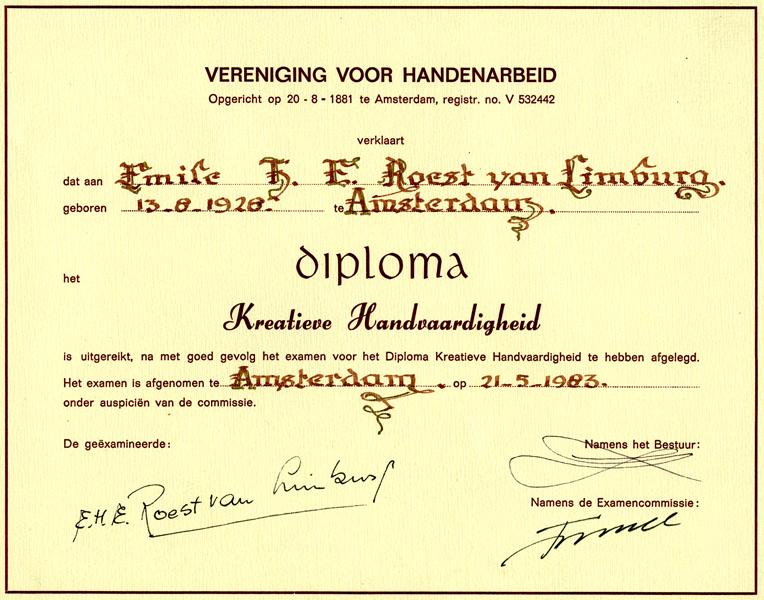 VERENIGING VOOR HANDENARBEID
Opgericht op 20 - 8 - 1881 te Amsterdam, registr. no. V 532442
verklaart
dat aan Emile H. E. Roest van Limburg.
geboren 13-8-1928. te Amsterdam.
het diploma
Kreatieve Handvaardigheid
is uitgereikt, na met goed gevolg het examen voor het Diploma Kreatieve Handvaardigheid te hebben afgelegd.
Het examen is afgenomen te Amsterdam. op 21-5-1983.
onder auspiciën van de commissie.
De geëxamineerde:
Namens het Bestuur:
E.H.E. Roest van Limburg
Namens de Examencommissie: